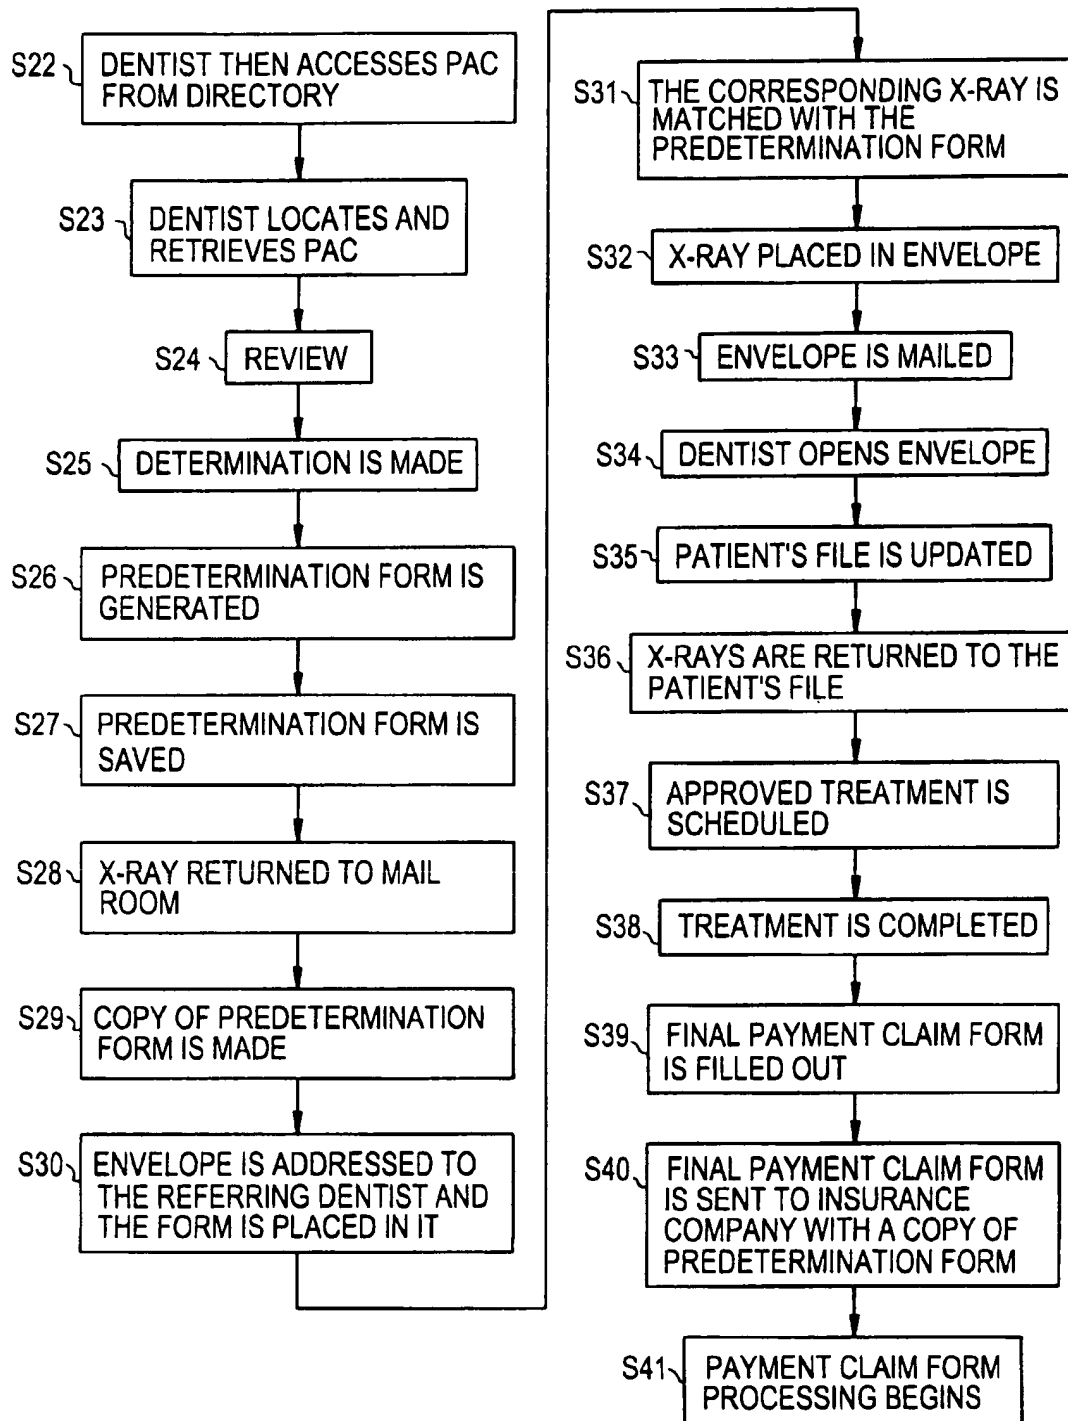 S22
DENTIST THEN ACCESSES PAC
FROM DIRECTORY
S23
DENTIST LOCATES AND
RETRIEVES PAC
S24
REVIEW
S25
DETERMINATION IS MADE
S26
PREDETERMINATION FORM IS
GENERATED
S27
PREDETERMINATION FORM IS
SAVED
S28
X-RAY RETURNED TO MAIL
ROOM
S29
COPY OF PREDETERMINATION
FORM IS MADE
S30
ENVELOPE IS ADDRESSED TO
THE REFERRING DENTIST AND
THE FORM IS PLACED IN IT
S31
THE CORRESPONDING X-RAY IS
MATCHED WITH THE
PREDETERMINATION FORM
S32
X-RAY PLACED IN ENVELOPE
S33
ENVELOPE IS MAILED
S34
DENTIST OPENS ENVELOPE
S35
PATIENT'S FILE IS UPDATED
S36
X-RAYS ARE RETURNED TO THE
PATIENT'S FILE
S37
APPROVED TREATMENT IS
SCHEDULED
S38
TREATMENT IS COMPLETED
S39
FINAL PAYMENT CLAIM FORM
IS FILLED OUT
S40
FINAL PAYMENT CLAIM FORM
IS SENT TO INSURANCE
COMPANY WITH A COPY OF
PREDETERMINATION FORM
S41
PAYMENT CLAIM FORM
PROCESSING BEGINS